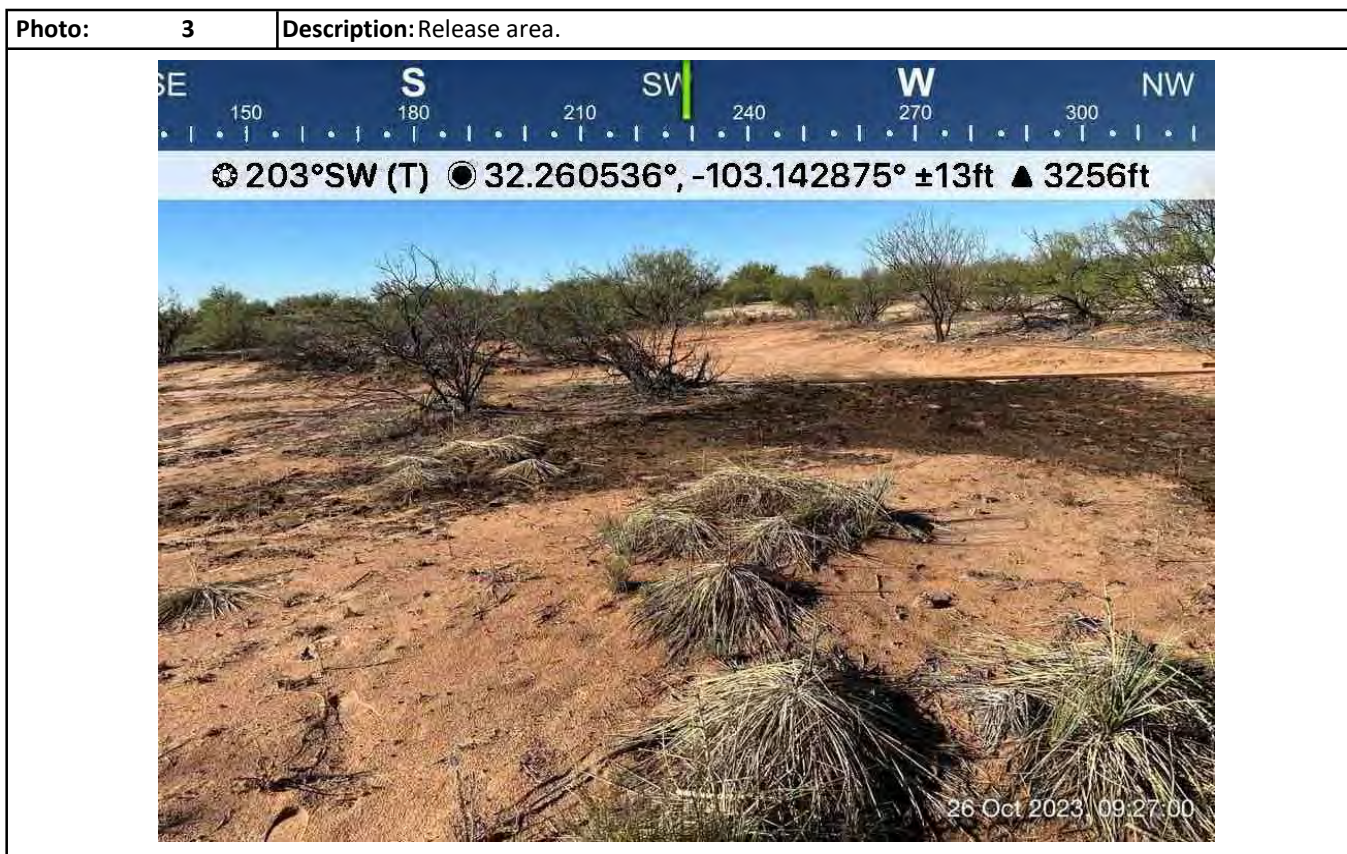 Photo: 3 Description: Release area.
SE S SW W NW
150 180 210 240 270 300
203°SW (T) 32.260536°, -103.142875° ±13ft ▲ 3256ft
26 Oct 2023, 09:27:00